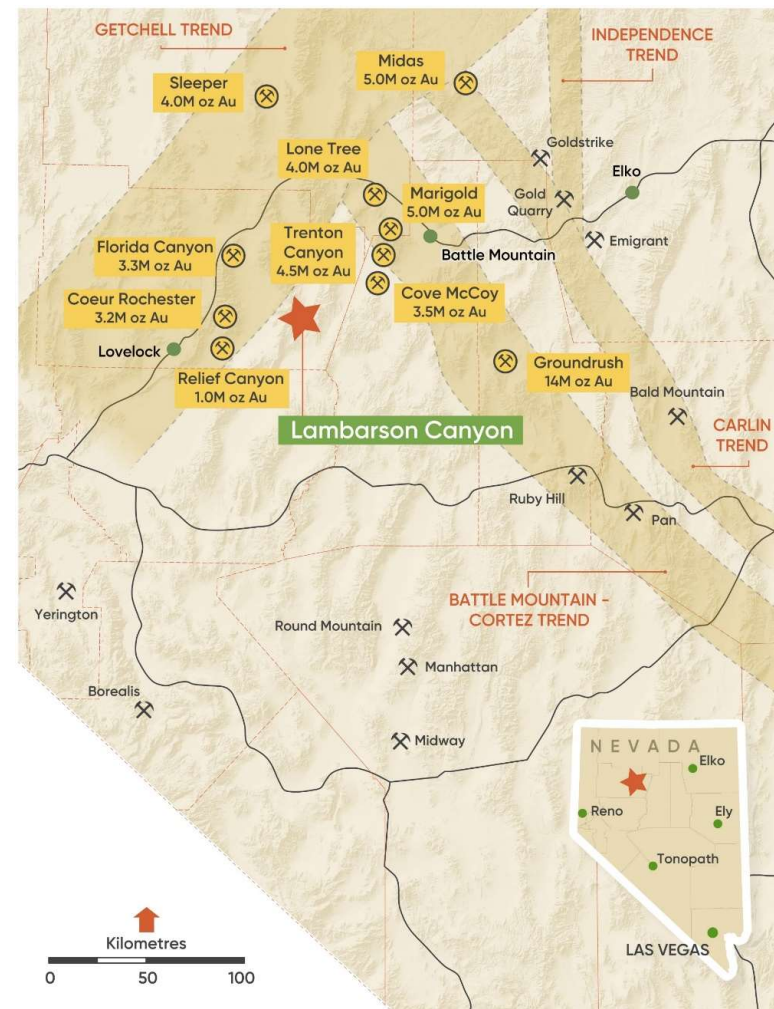 GETCHELL TREND
INDEPENDENCE
TREND
Sleeper
4.0M oz Au
Midas
5.0M oz Au
Lone Tree
4.0M oz Au
Goldstrike
Elko
Marigold
5.0M oz Au
Gold
Quarry
Trenton
Canyon
4.5M oz Au
Florida Canyon
3.3M oz Au
Battle Mountain
Emigrant
Coeur Rochester
3.2M oz Au
Cove McCoy
3.5M oz Au
Lovelock
Relief Canyon
1.0M oz Au
Groundrush
14M oz Au
Bald Mountain
Lambarson Canyon
CARLIN
TREND
Ruby Hill
Pan
Yerington
BATTLE MOUNTAIN -
CORTEZ TREND
Round Mountain
Manhattan
Borealis
Midway
NEVADA
Elko
Reno
Ely
Tonopath
LAS VEGAS
Kilometres
0 50 100